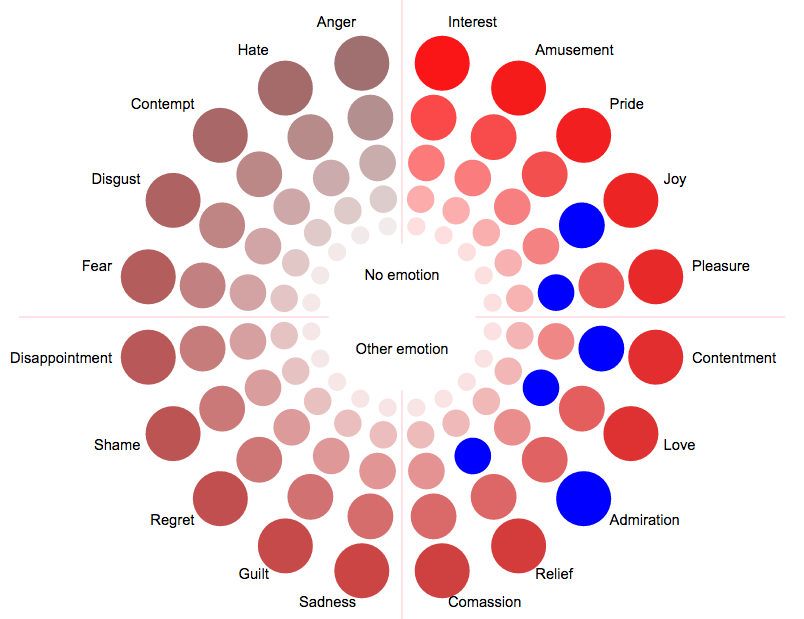 Anger
Interest
Hate
Amusement
Contempt
Pride
Disgust
Joy
Fear
Pleasure
No emotion
Other emotion
Disappointment
Contentment
Shame
Love
Regret
Admiration
Guilt
Relief
Sadness
Comassion